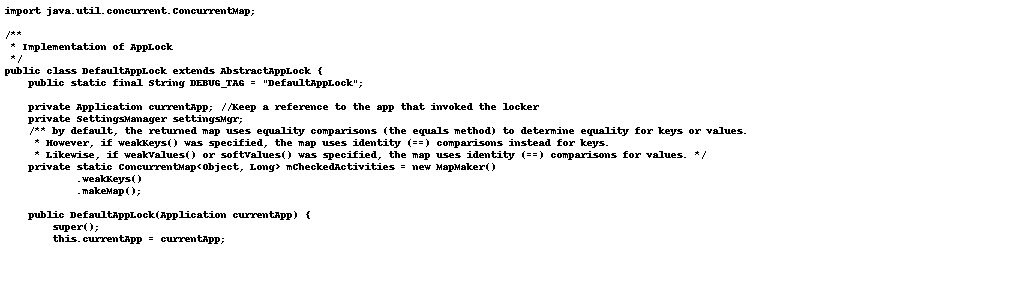 import java.util.concurrent.ConcurrentMap;
/**
 * Implementation of AppLock
 */
public class DefaultAppLock extends AbstractAppLock {
    public static final String DEBUG_TAG = "DefaultAppLock";
    private Application currentApp; //Keep a reference to the app that invoked the locker
    private SettingsManager settingsMgr;
    /** by default, the returned map uses equality comparisons (the equals method) to determine equality for keys or values.
     * However, if weakKeys() was specified, the map uses identity (==) comparisons instead for keys.
     * Likewise, if weakValues() or softValues() was specified, the map uses identity (==) comparisons for values. */
    private static ConcurrentMap<Object, Long> mCheckedActivities = new MapMaker()
            .weakKeys()
            .makeMap();
    public DefaultAppLock(Application currentApp) {
        super();
        this.currentApp = currentApp;